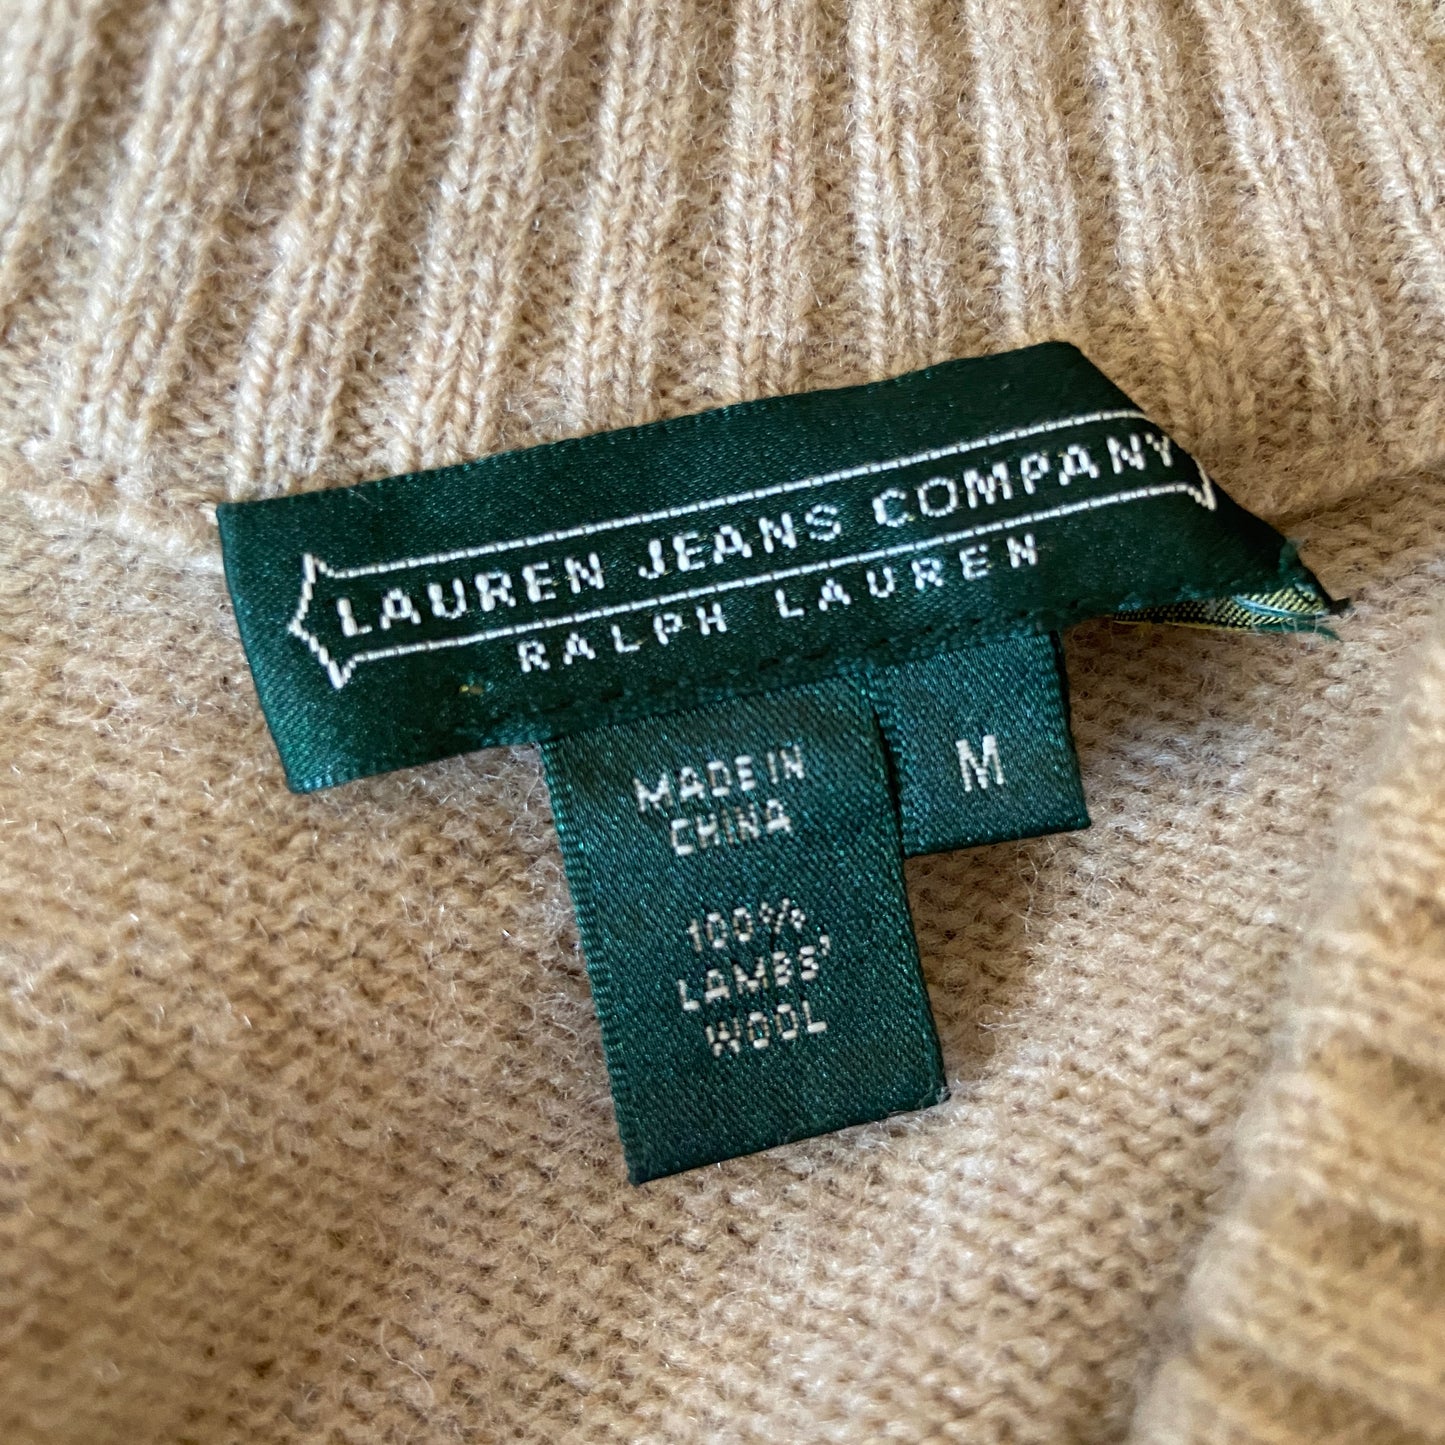 LAUREN JEANS COMPANY
RALPH LAUREN
M
MADE IN
CHINA
100%
LAMBS'
WOOL